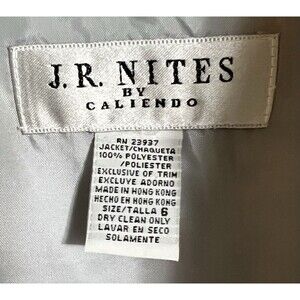 J.R. NITES
BY
CALIENDO
RN 23937
JACKET/CHAQUETA
100% POLYESTER
/POLIESTER
EXCLUSIVE OF TRIM
EXCLUYE ADORNO
MADE IN HONG KONG
HECHO EN HONG KONG
SIZE/TALLA 6
DRY CLEAN ONLY
LAVAR EN SECO
SOLAMENTE